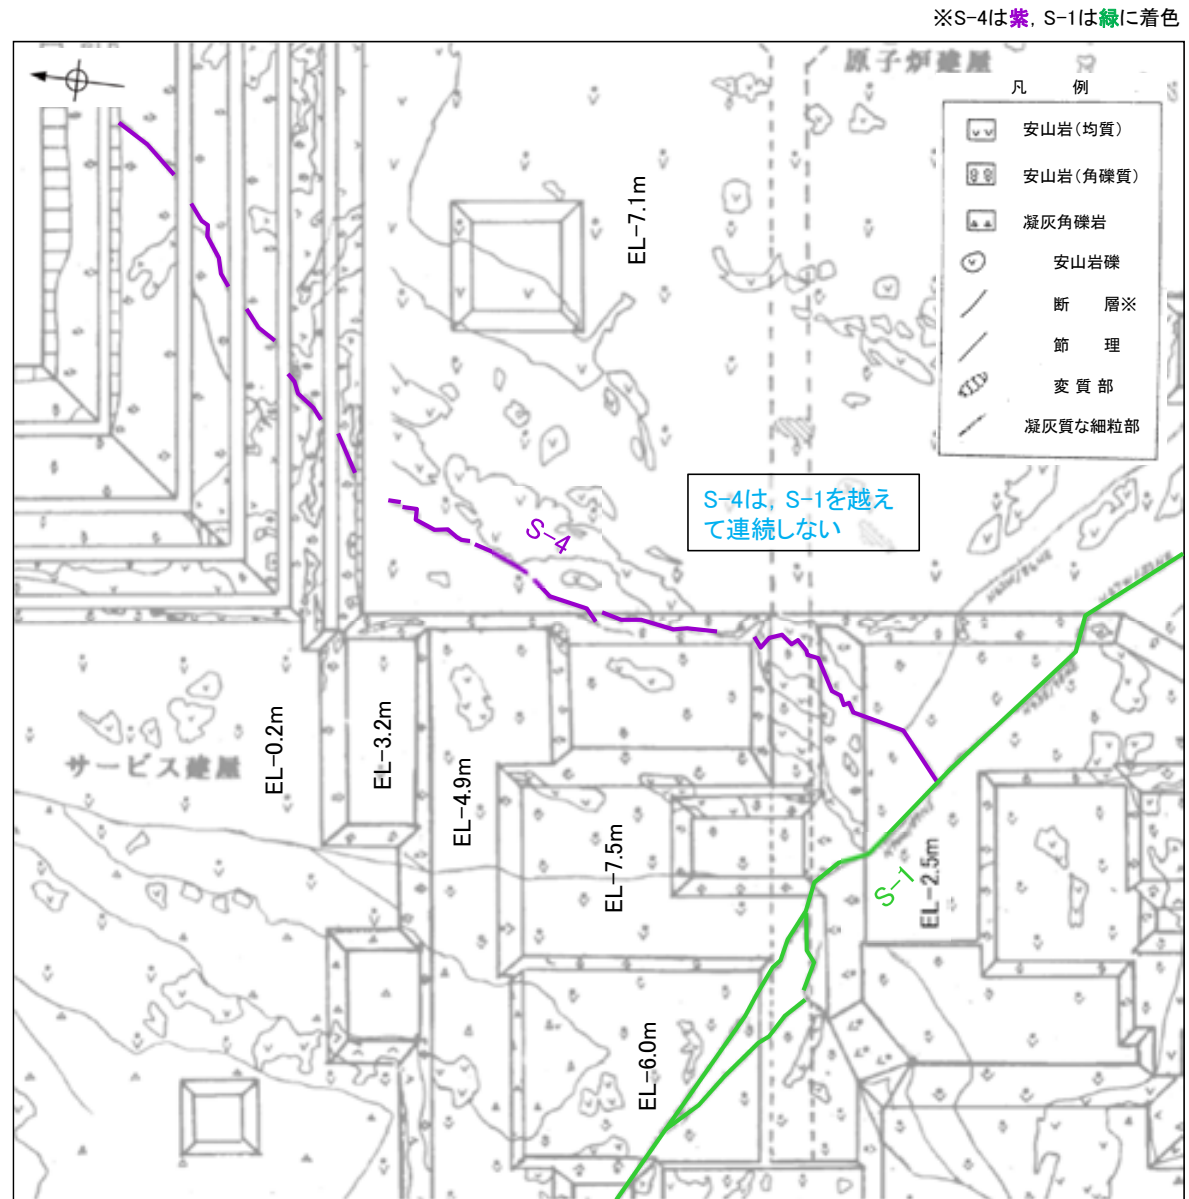 ※S-4は紫，S-1は緑に着色
原子炉建屋
凡　例
安山岩（均質）
安山岩（角礫質）
凝灰角礫岩
安山岩礫
断　層※
節　理
変質部
凝灰質な細粒部
EL-7.1m
S-4は，S-1を越え
て連続しない
S-4
サービス建屋
EL-0.2m
EL-3.2m
EL-4.9m
EL-7.5m
S-1
EL-2.5m
EL-6.0m